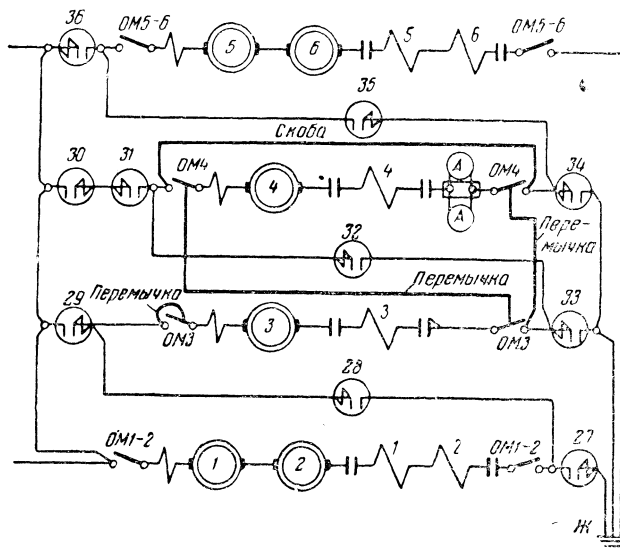 36
ОМ5-6
5
6
5
6
ОМ5-6
35
Скоба
30
31
ОМ4
4
4
А
А
ОМ4
34
Пере-
мычка
32
Перемычка
29
Перемычка
ОМ3
3
3
ОМ3
33
28
ОМ1-2
1
2
1
2
ОМ1-2
27
Ж